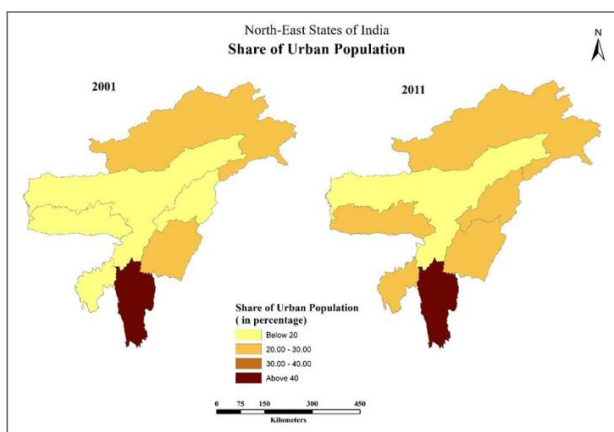 North-East States of India
Share of Urban Population
N
2001
2011
Share of Urban Population
( in percentage)
Below 20
20.00 - 30.00
30.00 - 40.00
Above 40
0 75 150 300 450
Kilometers